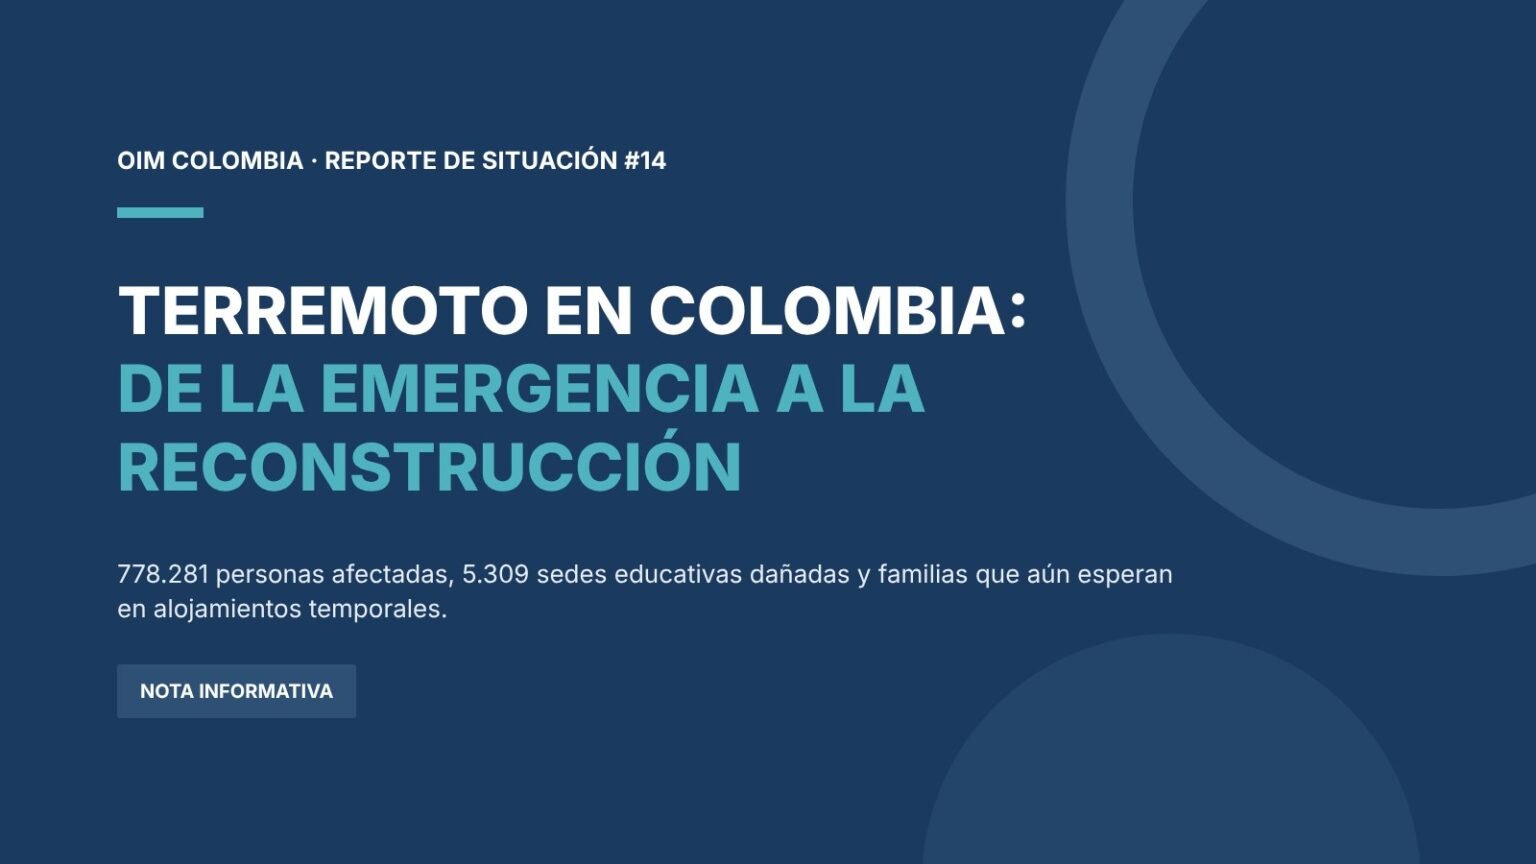 OIM COLOMBIA · REPORTE DE SITUACIÓN #14
TERREMOTO EN COLOMBIA:
DE LA EMERGENCIA A LA
RECONSTRUCCIÓN
778.281 personas afectadas, 5.309 sedes educativas dañadas y familias que aún esperan
en alojamientos temporales.
NOTA INFORMATIVA